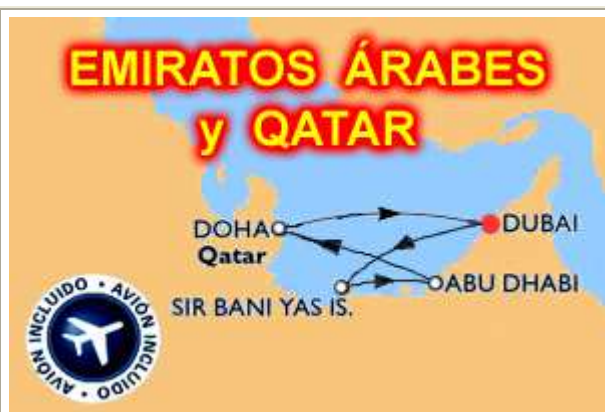 EMIRATOS ÁRABES
y QATAR
DOHA
Qatar
DUBAI
SIR BANI YAS IS.
ABU DHABI
AVIÓN INCLUIDO • AVIÓN INCLUIDO •